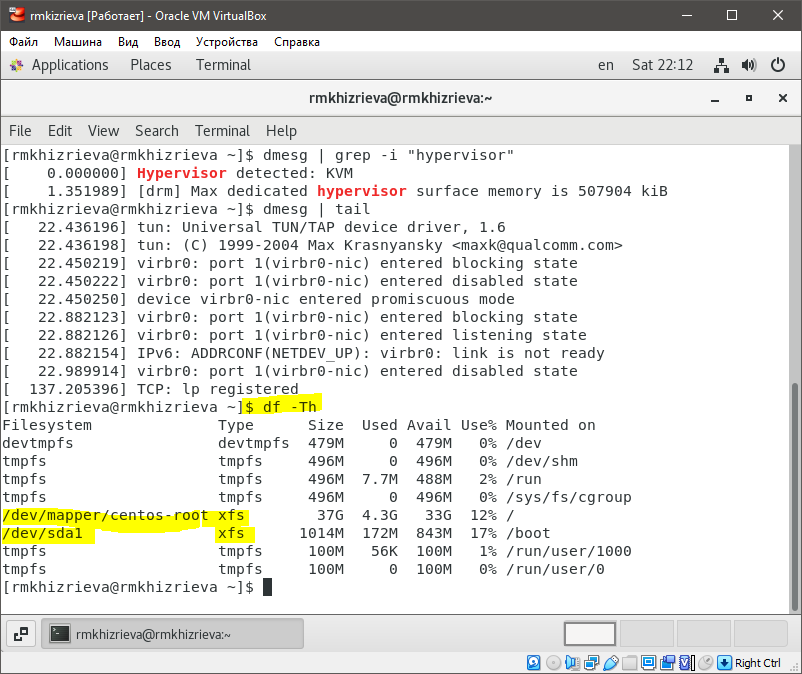 rmkizrieva [Работает] - Oracle VM VirtualBox
Файл Машина Вид Ввод Устройства Справка
Applications Places Terminal en Sat 22:12
rmkhizrieva@rmkhizrieva:~
File Edit View Search Terminal Help
[rmkhizrieva@rmkhizrieva ~]$ dmesg | grep -i "hypervisor"
[    0.000000] Hypervisor detected: KVM
[    1.351989] [drm] Max dedicated hypervisor surface memory is 507904 kiB
[rmkhizrieva@rmkhizrieva ~]$ dmesg | tail
[   22.436196] tun: Universal TUN/TAP device driver, 1.6
[   22.436198] tun: (C) 1999-2004 Max Krasnyansky <maxk@qualcomm.com>
[   22.450219] virbr0: port 1(virbr0-nic) entered blocking state
[   22.450222] virbr0: port 1(virbr0-nic) entered disabled state
[   22.450250] device virbr0-nic entered promiscuous mode
[   22.882123] virbr0: port 1(virbr0-nic) entered blocking state
[   22.882126] virbr0: port 1(virbr0-nic) entered listening state
[   22.882154] IPv6: ADDRCONF(NETDEV_UP): virbr0: link is not ready
[   22.989914] virbr0: port 1(virbr0-nic) entered disabled state
[  137.205396] TCP: lp registered
[rmkhizrieva@rmkhizrieva ~]$ df -Th
Filesystem              Type      Size  Used Avail Use% Mounted on
devtmpfs                devtmpfs  479M     0  479M   0% /dev
tmpfs                   tmpfs     496M     0  496M   0% /dev/shm
tmpfs                   tmpfs     496M  7.7M  488M   2% /run
tmpfs                   tmpfs     496M     0  496M   0% /sys/fs/cgroup
/dev/mapper/centos-root xfs        37G  4.3G   33G  12% /
/dev/sda1               xfs      1014M  172M  843M  17% /boot
tmpfs                   tmpfs     100M   56K  100M   1% /run/user/1000
tmpfs                   tmpfs     100M     0  100M   0% /run/user/0
[rmkhizrieva@rmkhizrieva ~]$
rmkhizrieva@rmkhizrieva:~
Right Ctrl